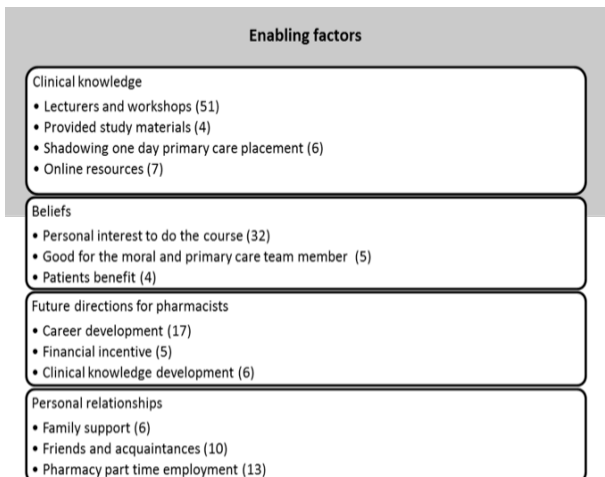 Enabling factors
Clinical knowledge
• Lecturers and workshops (51)
• Provided study materials (4)
• Shadowing one day primary care placement (6)
• Online resources (7)
Beliefs
• Personal interest to do the course (32)
• Good for the moral and primary care team member (5)
• Patients benefit (4)
Future directions for pharmacists
• Career development (17)
• Financial incentive (5)
• Clinical knowledge development (6)
Personal relationships
• Family support (6)
• Friends and acquaintances (10)
• Pharmacy part time employment (13)